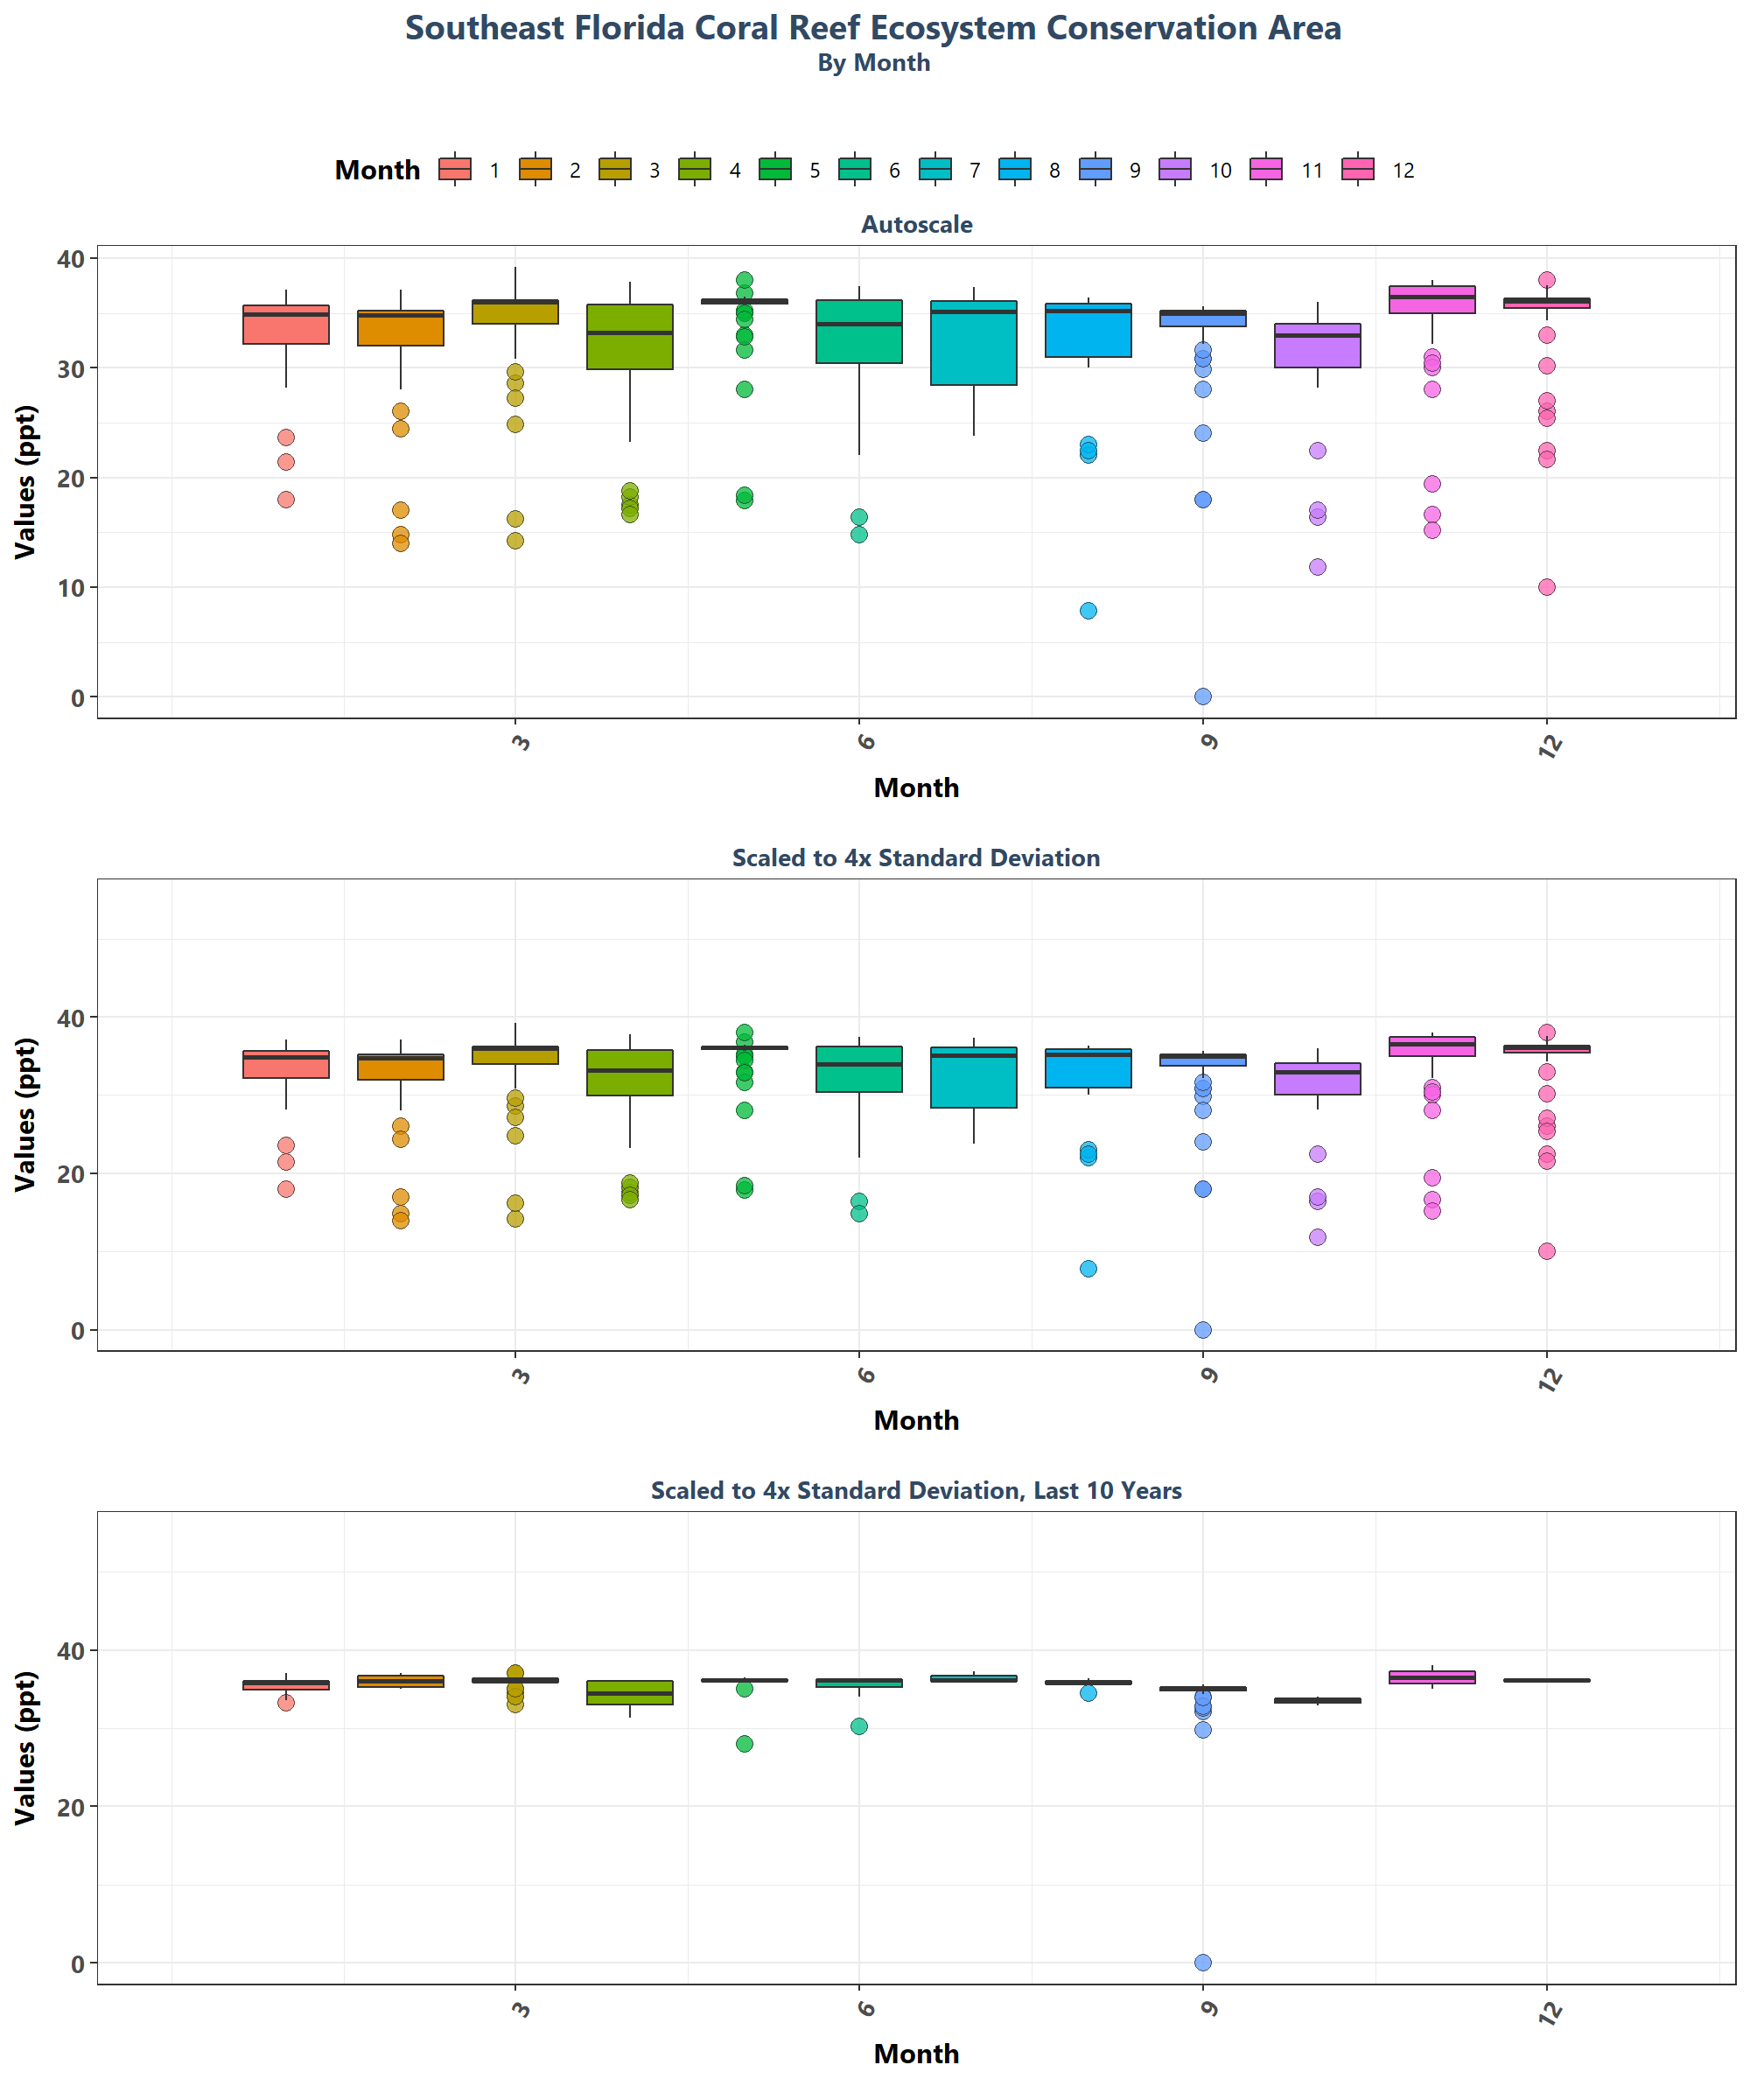 Southeast Florida Coral Reef Ecosystem Conservation Area
By Month
Month 1 2 3 4 5 6 7 8 9 10 11 12
Autoscale
Values (ppt)
40
30
20
10
0
3 6 9 12
Month
Scaled to 4x Standard Deviation
Values (ppt)
40
20
0
3 6 9 12
Month
Scaled to 4x Standard Deviation, Last 10 Years
Values (ppt)
40
20
0
3 6 9 12
Month